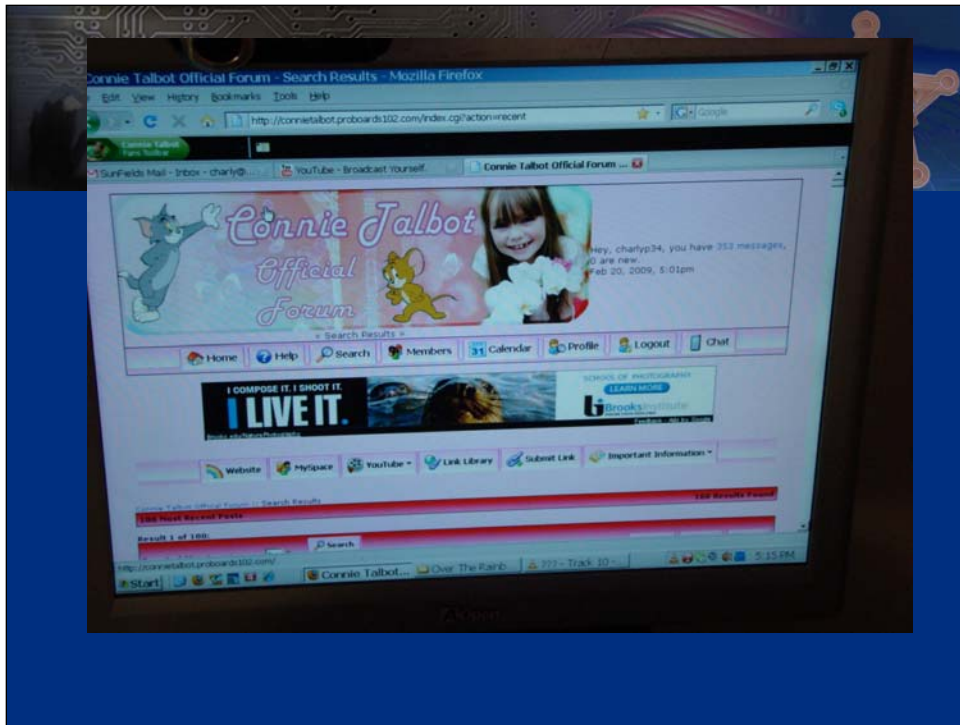 Connie Talbot Official Forum - Search Results - Mozilla Firefox
Edit View History Bookmarks Tools Help
http://connietalbot.proboards102.com/index.cgi?action=recent
Google
Connie Talbot
Fans Toolbar
SunFields Mail - Inbox - charly@...
YouTube - Broadcast Yourself.
Connie Talbot Official Forum ...
Connie Talbot
Official
Forum
Hey, charlyp34, you have 353 messages,
0 are new.
Feb 20, 2009, 5:01pm
» Search Results »
Home Help Search Members 31 Calendar Profile Logout Chat
I COMPOSE IT. I SHOOT IT.
I LIVE IT.
SCHOOL OF PHOTOGRAPHY
LEARN MORE
BrooksInstitute
Website MySpace YouTube Link Library Submit Link Important Information
Connie Talbot Official Forum :: Search Results
100 Results Found
100 Most Recent Posts
Result 1 of 100:
Search
http://connietalbot.proboards102.com/
Start Connie Talbot... Over The Rainb... ??? - Track 10 - 5:15 PM